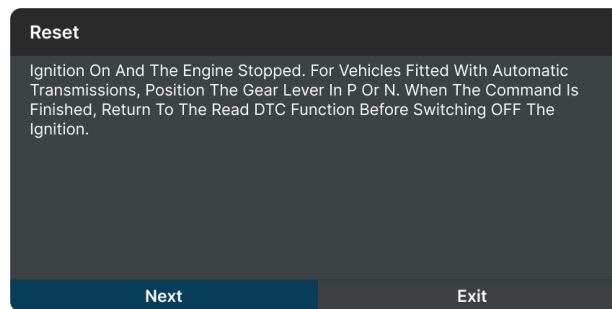 Reset
Ignition On And The Engine Stopped. For Vehicles Fitted With Automatic
Transmissions, Position The Gear Lever In P Or N. When The Command Is
Finished, Return To The Read DTC Function Before Switching OFF The
Ignition.
Next
Exit